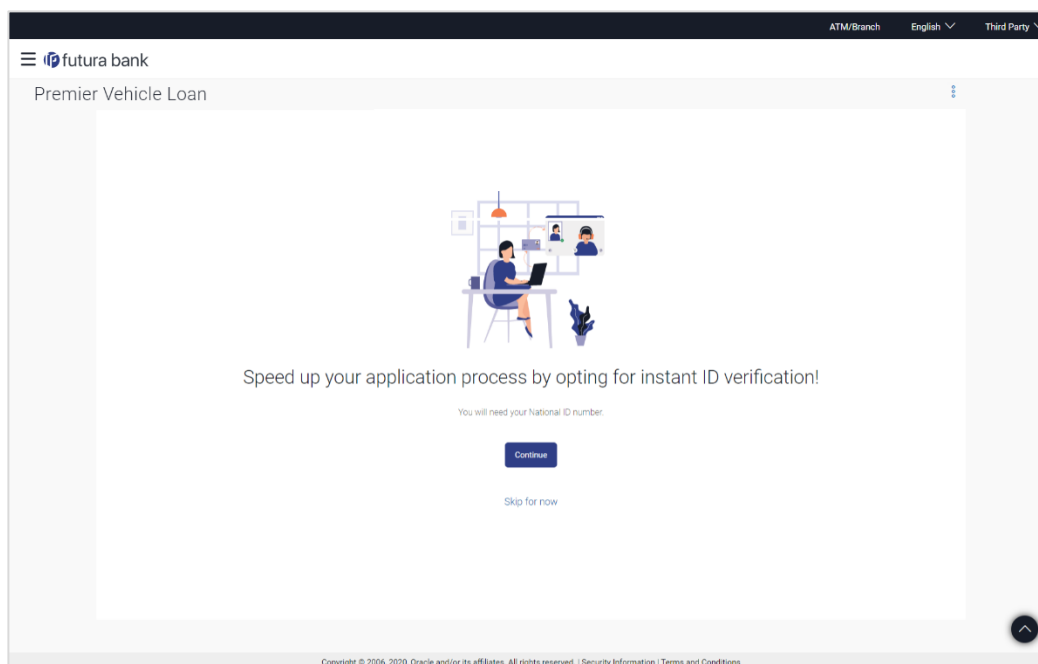 ATM/Branch English Third Party
futura bank
Premier Vehicle Loan
Speed up your application process by opting for instant ID verification!
You will need your National ID number.
Continue
Skip for now
Copyright © 2006, 2020, Oracle and/or its affiliates. All rights reserved. | Security Information | Terms and Conditions